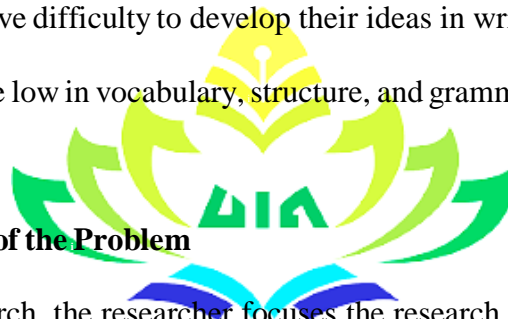 ve difficulty to develop their ideas in wr
e low in vocabulary, structure, and gramm
UIN
of the Problem
rch, the researcher focuses the research